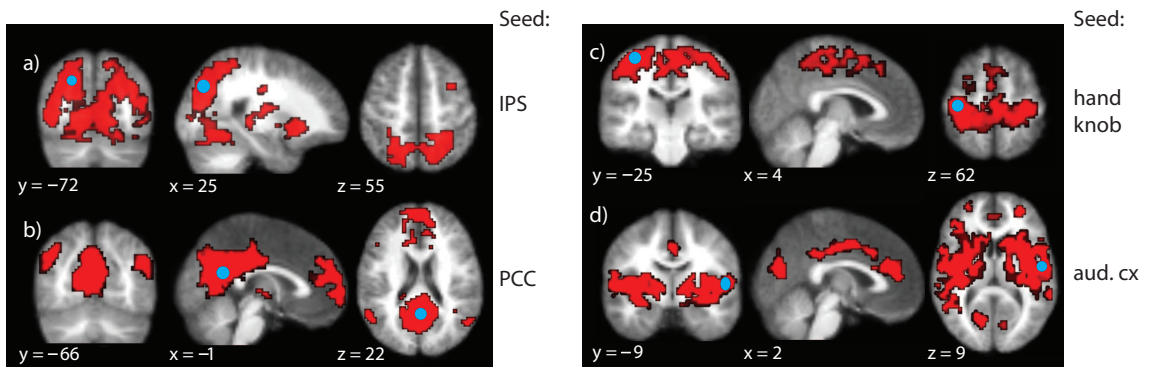 Seed:
a)
IPS
y = −72
x = 25
z = 55
b)
PCC
y = −66
x = −1
z = 22
Seed:
c)
hand
knob
y = −25
x = 4
z = 62
d)
aud. cx
y = −9
x = 2
z = 9